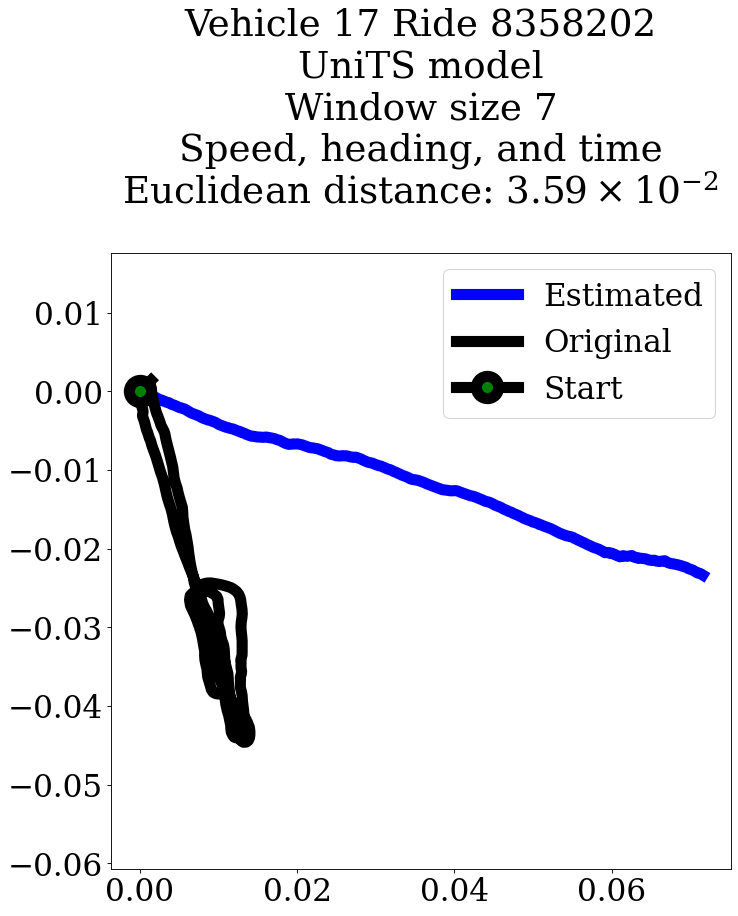 Vehicle 17 Ride 8358202
UniTS model
Window size 7
Speed, heading, and time
Euclidean distance: $3.59 × 10^{-2}$
Estimated
Original
Start
0.01
0.00
−0.01
−0.02
−0.03
−0.04
−0.05
−0.06
0.00 0.02 0.04 0.06